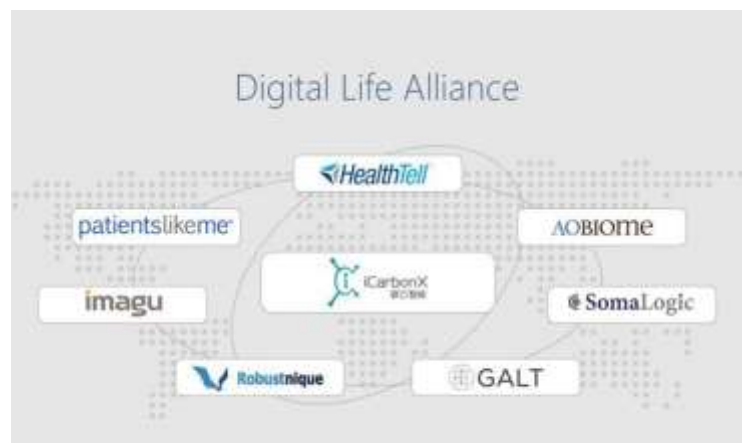 Digital Life Alliance
HealthTell
patientslikeme
AOBIOME
iCarbonX
imagu
SomaLogic
Robustnique
GALT